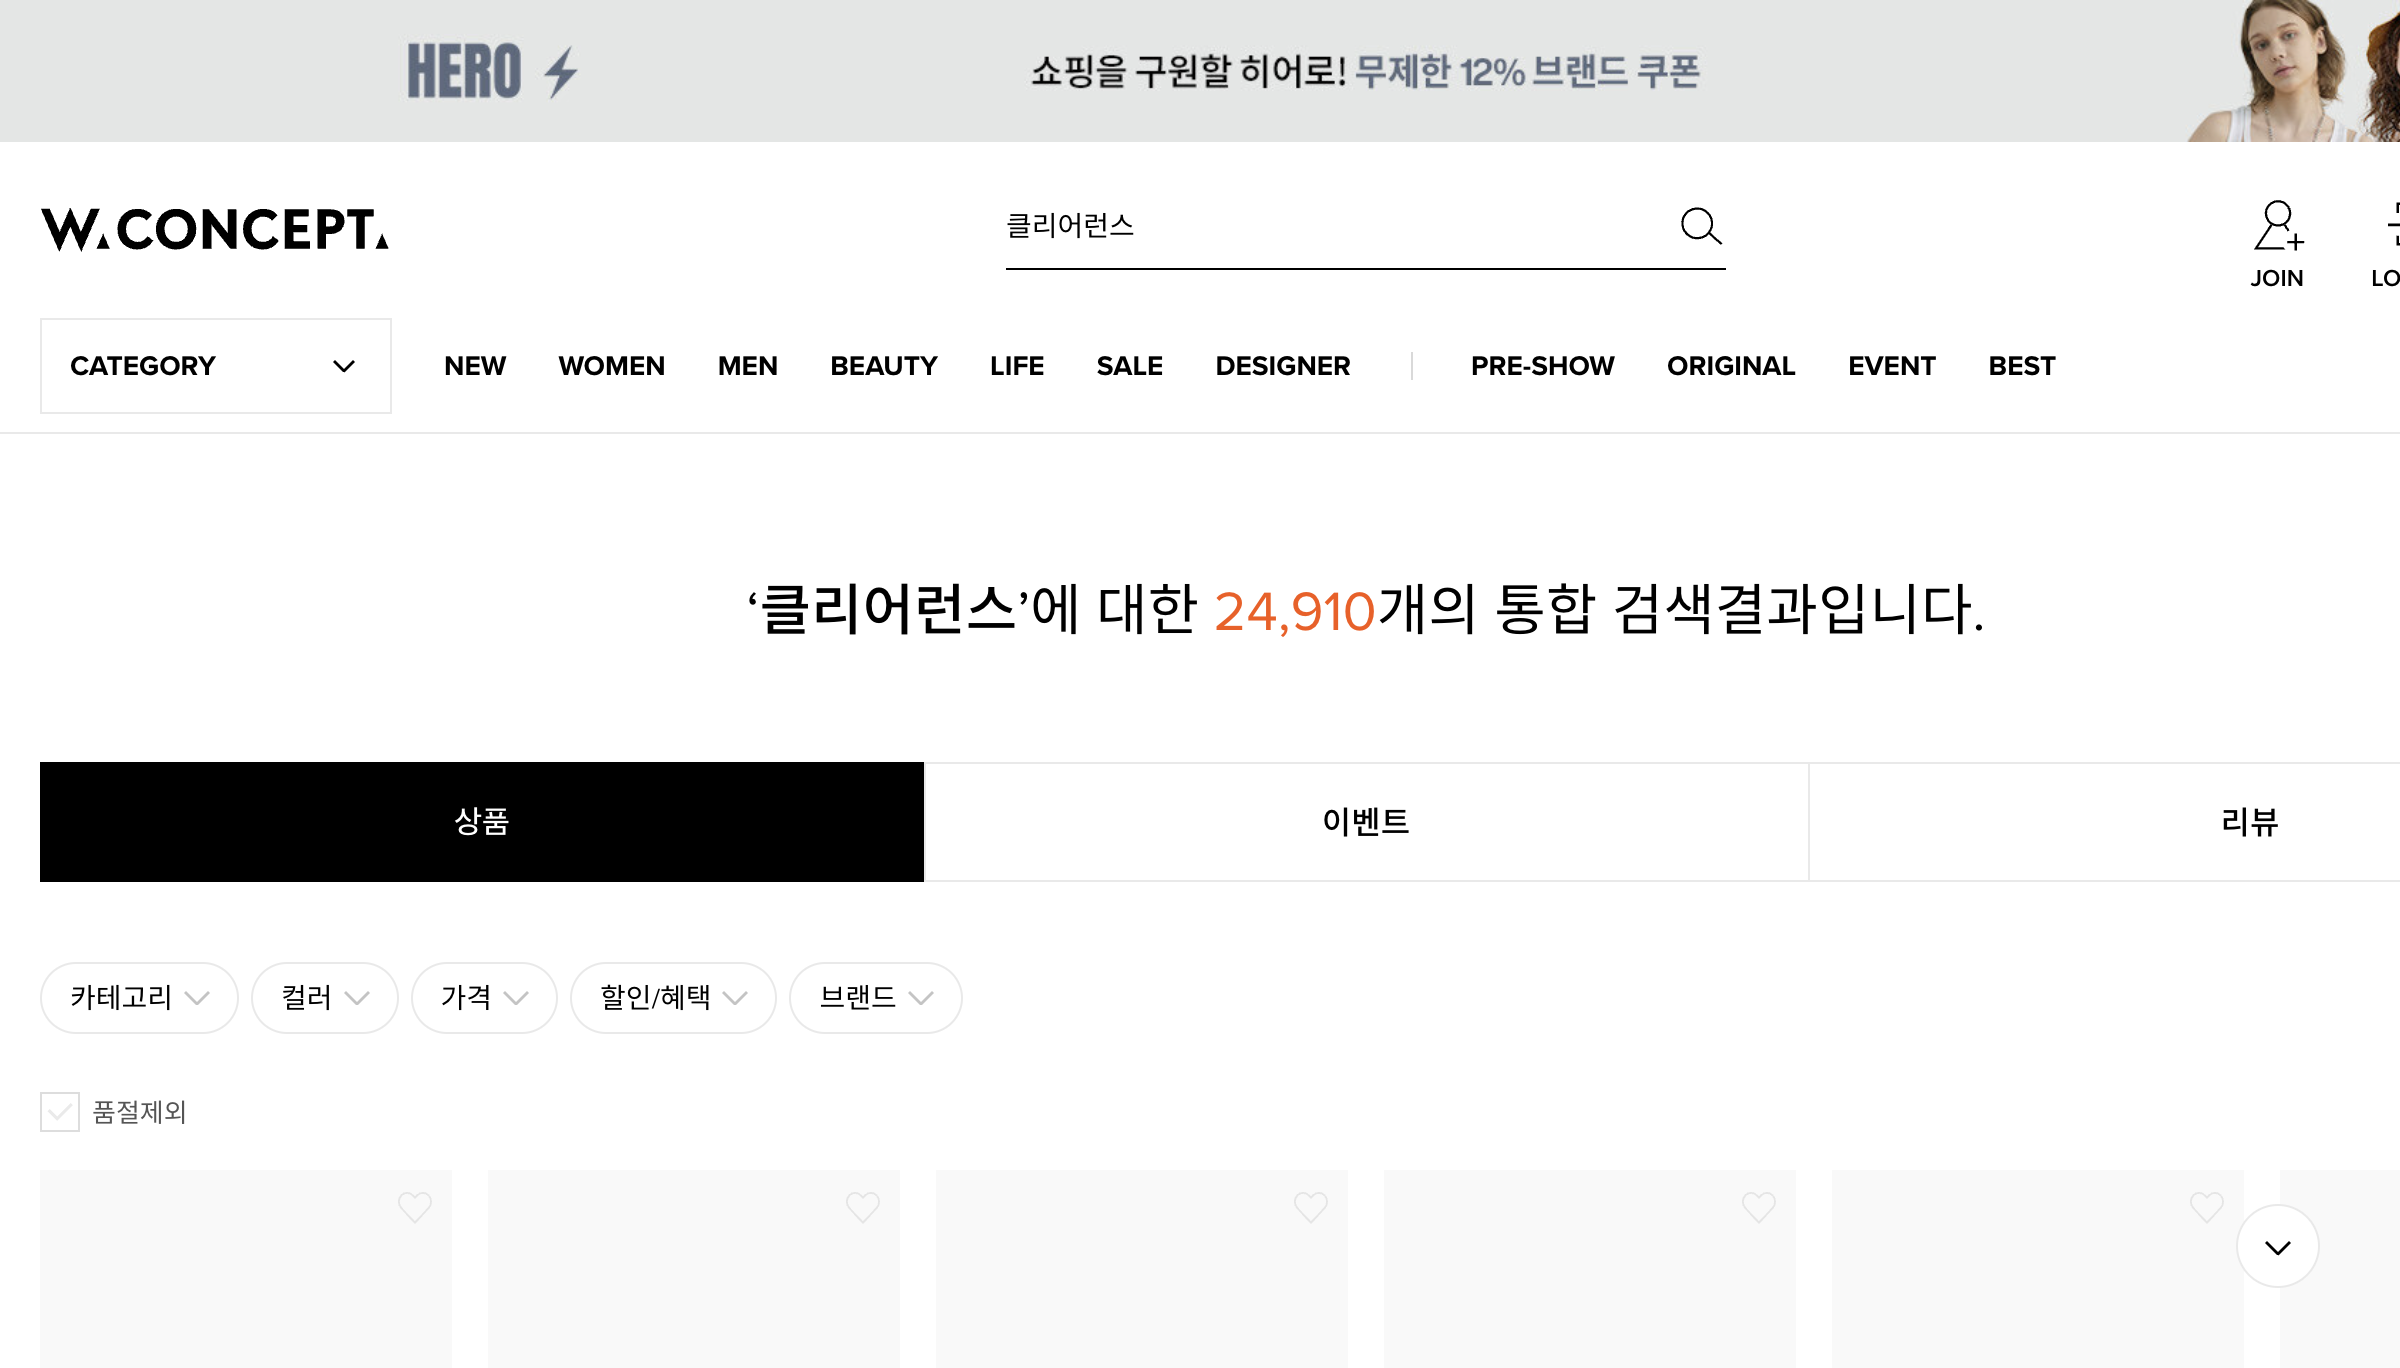 HERO
쇼핑을 구원할 히어로! 무제한 12% 브랜드 쿠폰
W.CONCEPT.
클리어런스
JOIN
CATEGORY NEW WOMEN MEN BEAUTY LIFE SALE DESIGNER PRE-SHOW ORIGINAL EVENT BEST
‘클리어런스’에 대한 24,910개의 통합 검색결과입니다.
상품 이벤트 리뷰
카테고리 컬러 가격 할인/혜택 브랜드
품절제외